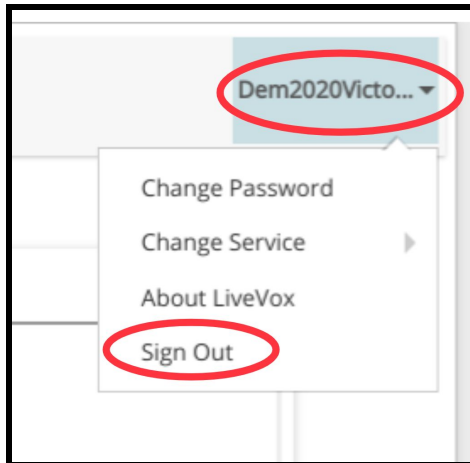 Dem2020Victo...
Change Password
Change Service
About LiveVox
Sign Out